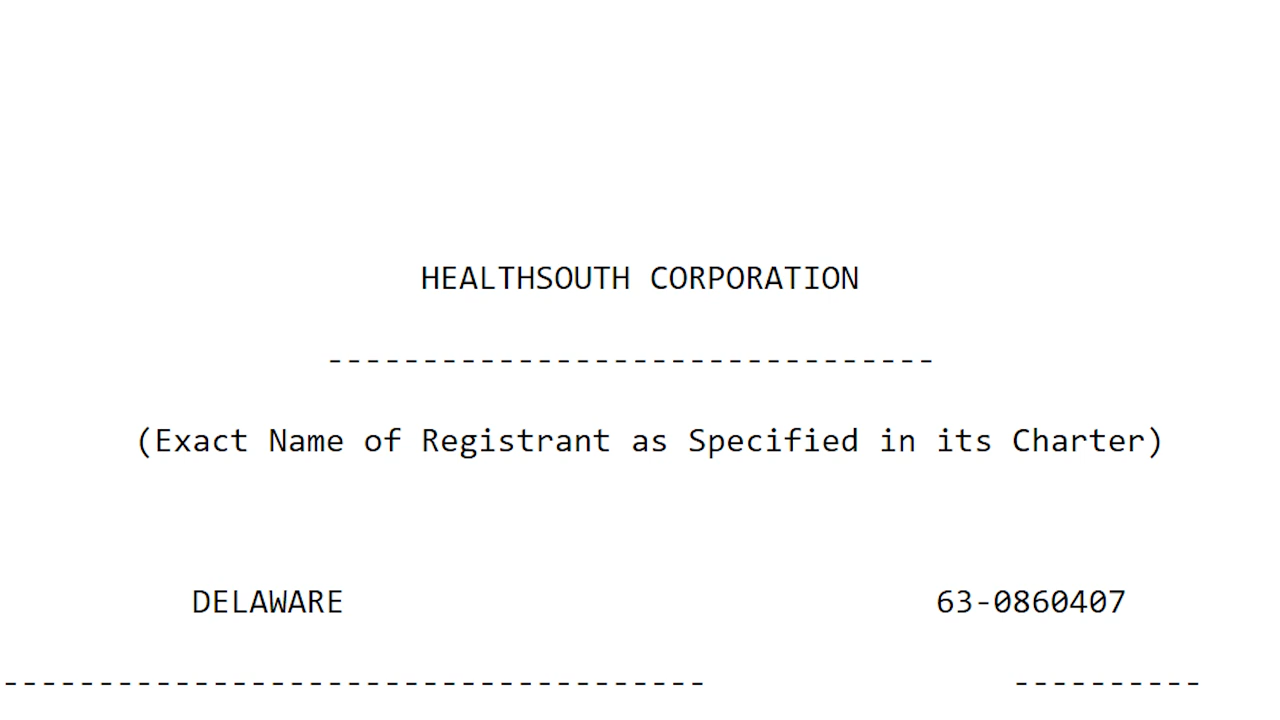 HEALTHSOUTH CORPORATION
--------------------------------
(Exact Name of Registrant as Specified in its Charter)
DELAWARE 63-0860407
------------------------------------- ----------